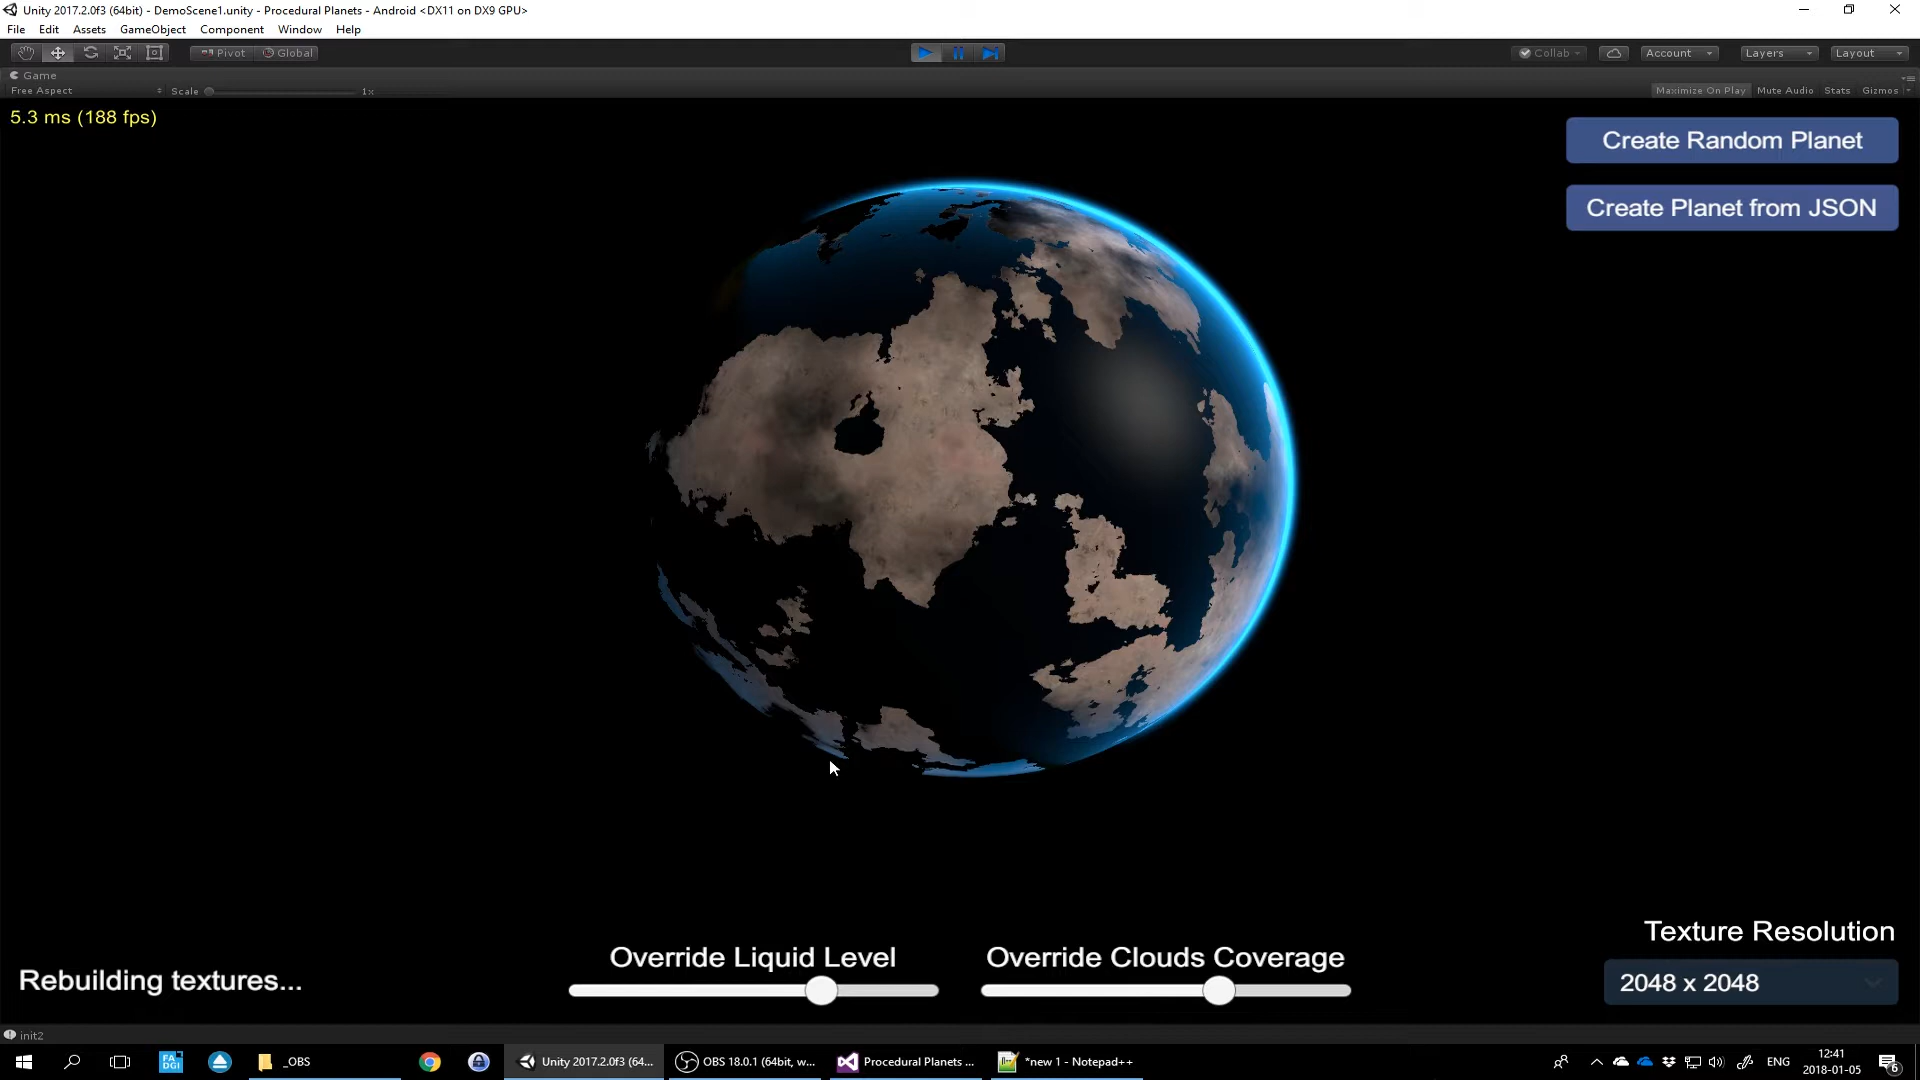 Unity 2017.2.0f3 (64bit) - DemoScene1.unity - Procedural Planets - Android <DX11 on DX9 GPU>
File Edit Assets GameObject Component Window Help
Pivot Global Collab Account Layers Layout
Game
Free Aspect Scale 1x Maximize On Play Mute Audio Stats Gizmos
5.3 ms (188 fps)
Create Random Planet
Create Planet from JSON
Texture Resolution
Override Liquid Level Override Clouds Coverage
Rebuilding textures... 2048 x 2048
init2
FA
DGI
_OBS Unity 2017.2.0f3 (64... OBS 18.0.1 (64bit, w... Procedural Planets ... *new 1 - Notepad++ ENG 12:41
2018-01-05 6